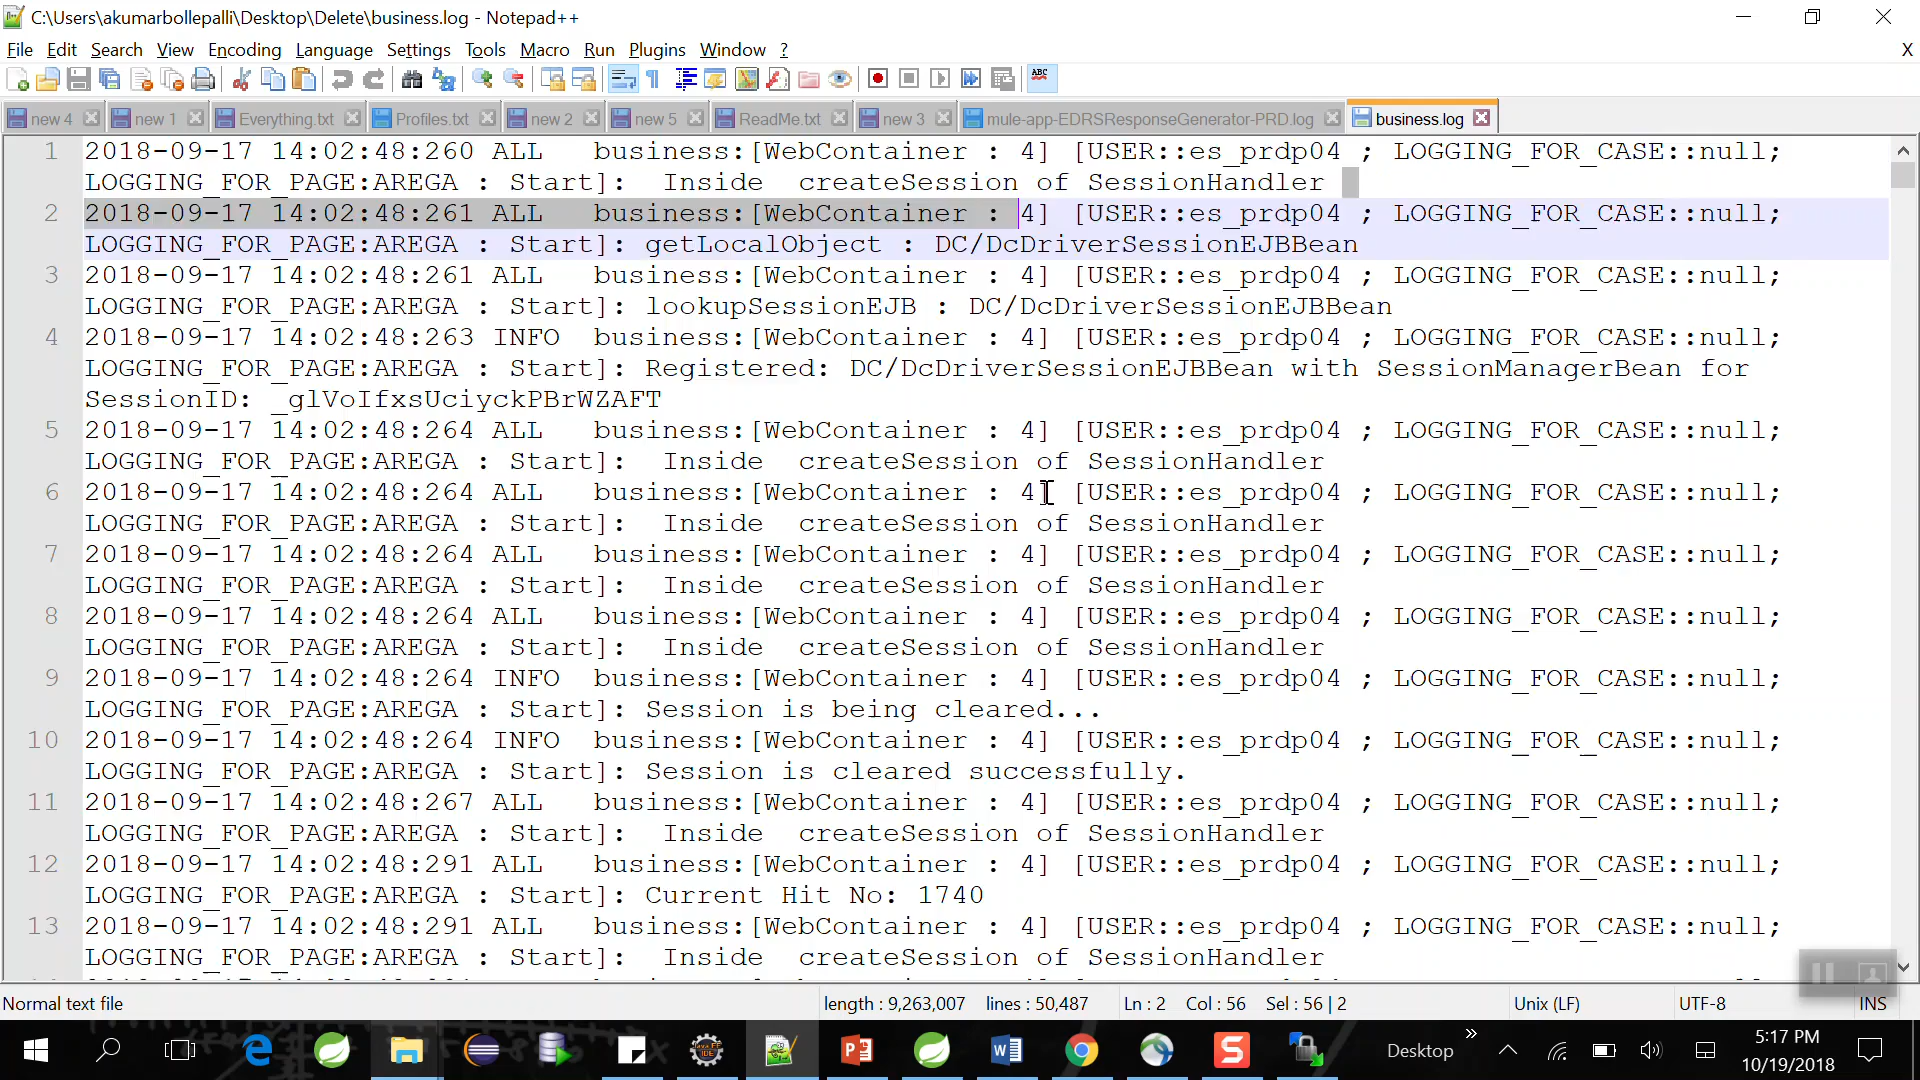 C:\Users\akumarbollepalli\Desktop\Delete\business.log - Notepad++
File Edit Search View Encoding Language Settings Tools Macro Run Plugins Window ? X
ABC
new 4 new 1 Everything.txt Profiles.txt new 2 new 5 ReadMe.txt new 3 mule-app-EDRSResponseGenerator-PRD.log business.log
1 2018-09-17 14:02:48:260 ALL business:[WebContainer : 4] [USER::es_prdp04 ; LOGGING_FOR_CASE::null;
LOGGING_FOR_PAGE:AREGA : Start]: Inside createSession of SessionHandler
2 2018-09-17 14:02:48:261 ALL business:[WebContainer : 4] [USER::es_prdp04 ; LOGGING_FOR_CASE::null;
LOGGING_FOR_PAGE:AREGA : Start]: getLocalObject : DC/DcDriverSessionEJBBean
3 2018-09-17 14:02:48:261 ALL business:[WebContainer : 4] [USER::es_prdp04 ; LOGGING_FOR_CASE::null;
LOGGING_FOR_PAGE:AREGA : Start]: lookupSessionEJB : DC/DcDriverSessionEJBBean
4 2018-09-17 14:02:48:263 INFO business:[WebContainer : 4] [USER::es_prdp04 ; LOGGING_FOR_CASE::null;
LOGGING_FOR_PAGE:AREGA : Start]: Registered: DC/DcDriverSessionEJBBean with SessionManagerBean for
SessionID: _glVoIfxsUciyckPBrWZAFT
5 2018-09-17 14:02:48:264 ALL business:[WebContainer : 4] [USER::es_prdp04 ; LOGGING_FOR_CASE::null;
LOGGING_FOR_PAGE:AREGA : Start]: Inside createSession of SessionHandler
6 2018-09-17 14:02:48:264 ALL business:[WebContainer : 4] [USER::es_prdp04 ; LOGGING_FOR_CASE::null;
LOGGING_FOR_PAGE:AREGA : Start]: Inside createSession of SessionHandler
7 2018-09-17 14:02:48:264 ALL business:[WebContainer : 4] [USER::es_prdp04 ; LOGGING_FOR_CASE::null;
LOGGING_FOR_PAGE:AREGA : Start]: Inside createSession of SessionHandler
8 2018-09-17 14:02:48:264 ALL business:[WebContainer : 4] [USER::es_prdp04 ; LOGGING_FOR_CASE::null;
LOGGING_FOR_PAGE:AREGA : Start]: Inside createSession of SessionHandler
9 2018-09-17 14:02:48:264 INFO business:[WebContainer : 4] [USER::es_prdp04 ; LOGGING_FOR_CASE::null;
LOGGING_FOR_PAGE:AREGA : Start]: Session is being cleared...
10 2018-09-17 14:02:48:264 INFO business:[WebContainer : 4] [USER::es_prdp04 ; LOGGING_FOR_CASE::null;
LOGGING_FOR_PAGE:AREGA : Start]: Session is cleared successfully.
11 2018-09-17 14:02:48:267 ALL business:[WebContainer : 4] [USER::es_prdp04 ; LOGGING_FOR_CASE::null;
LOGGING_FOR_PAGE:AREGA : Start]: Inside createSession of SessionHandler
12 2018-09-17 14:02:48:291 ALL business:[WebContainer : 4] [USER::es_prdp04 ; LOGGING_FOR_CASE::null;
LOGGING_FOR_PAGE:AREGA : Start]: Current Hit No: 1740
13 2018-09-17 14:02:48:291 ALL business:[WebContainer : 4] [USER::es_prdp04 ; LOGGING_FOR_CASE::null;
LOGGING_FOR_PAGE:AREGA : Start]: Inside createSession of SessionHandler
Normal text file length : 9,263,007 lines : 50,487 Ln : 2 Col : 56 Sel : 56 | 2 Unix (LF) UTF-8 INS
Desktop
5:17 PM
10/19/2018